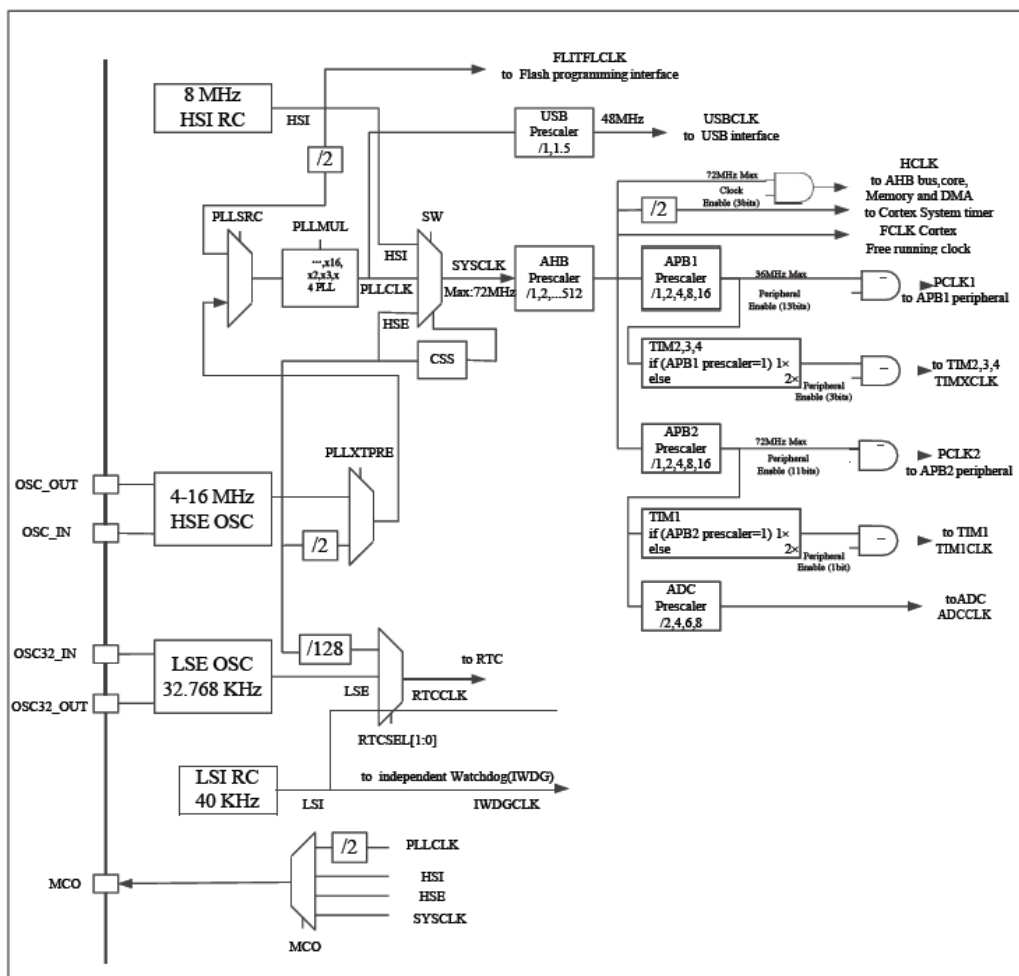 FLITFLCLK
to Flash programming interface
8 MHz
HSI RC
HSI
/2
USB
Prescaler
/1,1.5
48MHz
USBCLK
to USB interface
HCLK
to AHB bus,core,
Memory and DMA
72MHz Max
Clock
Enable (3bits)
/2
to Cortex System timer
FCLK Cortex
Free running clock
PLLSRC
PLLMUL
...,x16,
x2,x3,x
4 PLL
SW
HSI
PLLCLK
HSE
SYSCLK
Max:72MHz
AHB
Prescaler
/1,2,...512
APB1
Prescaler
/1,2,4,8,16
36MHz Max
Peripheral
Enable (13bits)
PCLK1
to APB1 peripheral
CSS
TIM2,3,4
if (APB1 prescaler=1) 1×
else 2×
Peripheral
Enable (3bits)
to TIM2,3,4
TIMXCLK
APB2
Prescaler
/1,2,4,8,16
72MHz Max
Peripheral
Enable (11bits)
PCLK2
to APB2 peripheral
PLLXTPRE
OSC_OUT
OSC_IN
4-16 MHz
HSE OSC
/2
TIM1
if (APB2 prescaler=1) 1×
else 2×
Peripheral
Enable (1bit)
to TIM1
TIM1CLK
ADC
Prescaler
/2,4,6,8
toADC
ADCCLK
OSC32_IN
OSC32_OUT
LSE OSC
32.768 KHz
/128
LSE
to RTC
RTCCLK
RTCSEL[1:0]
LSI RC
40 KHz
LSI
to independent Watchdog(IWDG)
IWDGCLK
MCO
/2
PLLCLK
HSI
HSE
SYSCLK
MCO